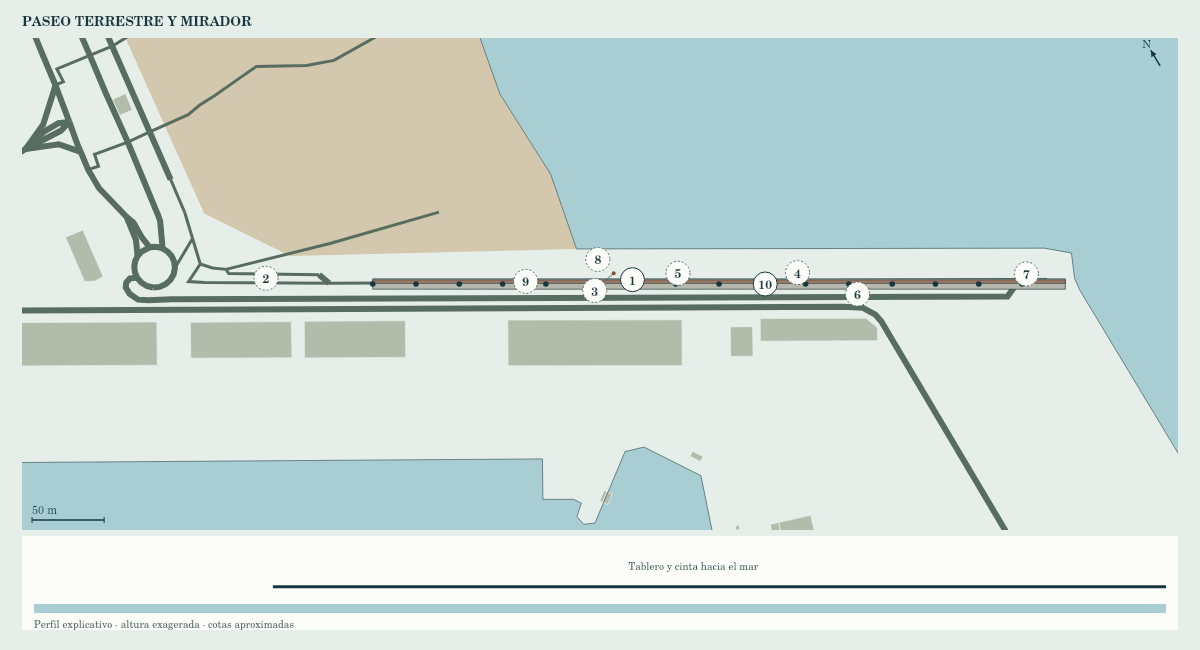 PASEO TERRESTRE Y MIRADOR
N
8
1
5
4
7
2
9
3
10
6
50 m
Tablero y cinta hacia el mar
Perfil explicativo · altura exagerada · cotas aproximadas